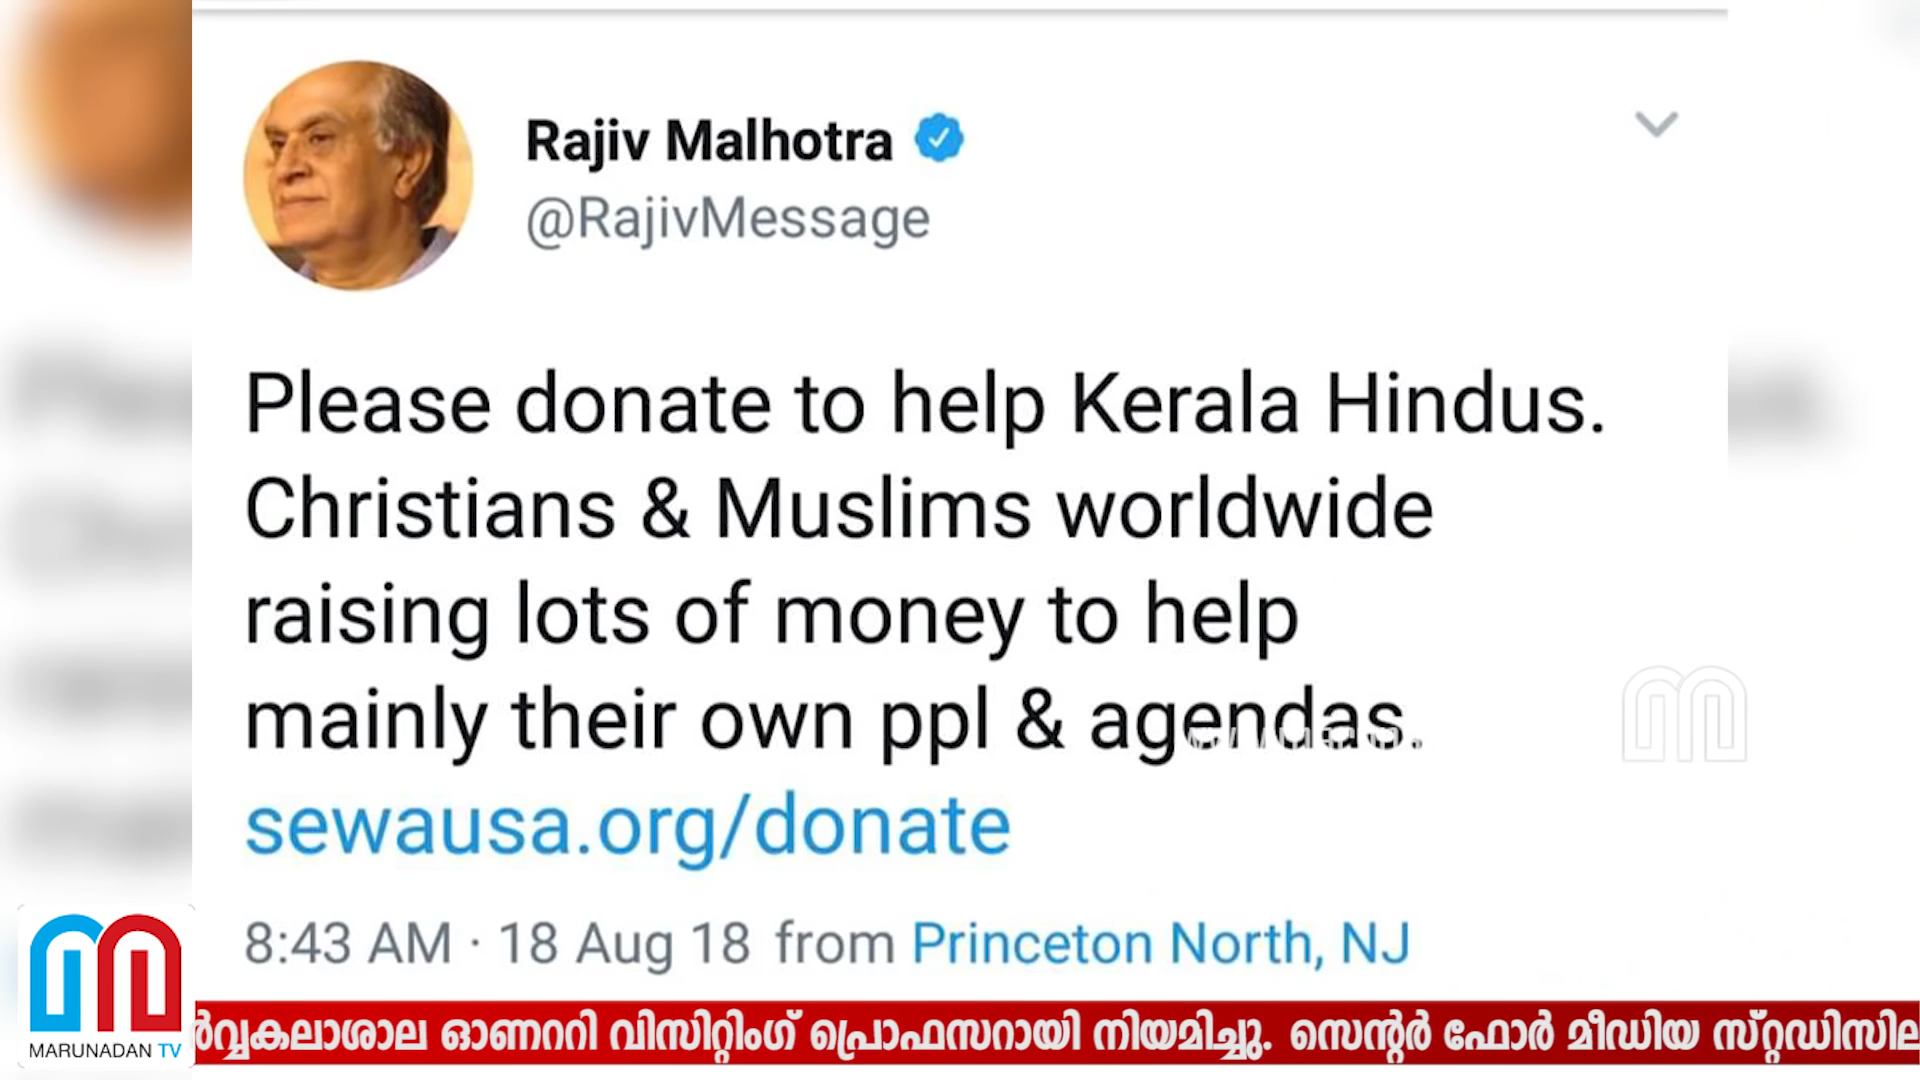 Rajiv Malhotra
@RajivMessage
Please donate to help Kerala Hindus.
Christians & Muslims worldwide
raising lots of money to help
mainly their own ppl & agendas.
sewausa.org/donate
8:43 AM · 18 Aug 18 from Princeton North, NJ
MARUNADAN TV
ർവ്വകലാശാല ഓണററി വിസിറ്റിംഗ് പ്രൊഫസറായി നിയമിച്ചു. സെന്റർ ഫോർ മീഡിയ സ്റ്റഡിസില